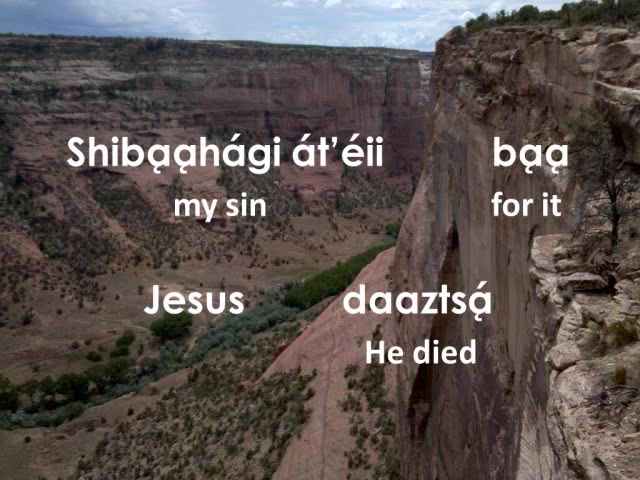 Shibąąhági át'éii bąą
my sin for it
Jesus daaztsą́
He died